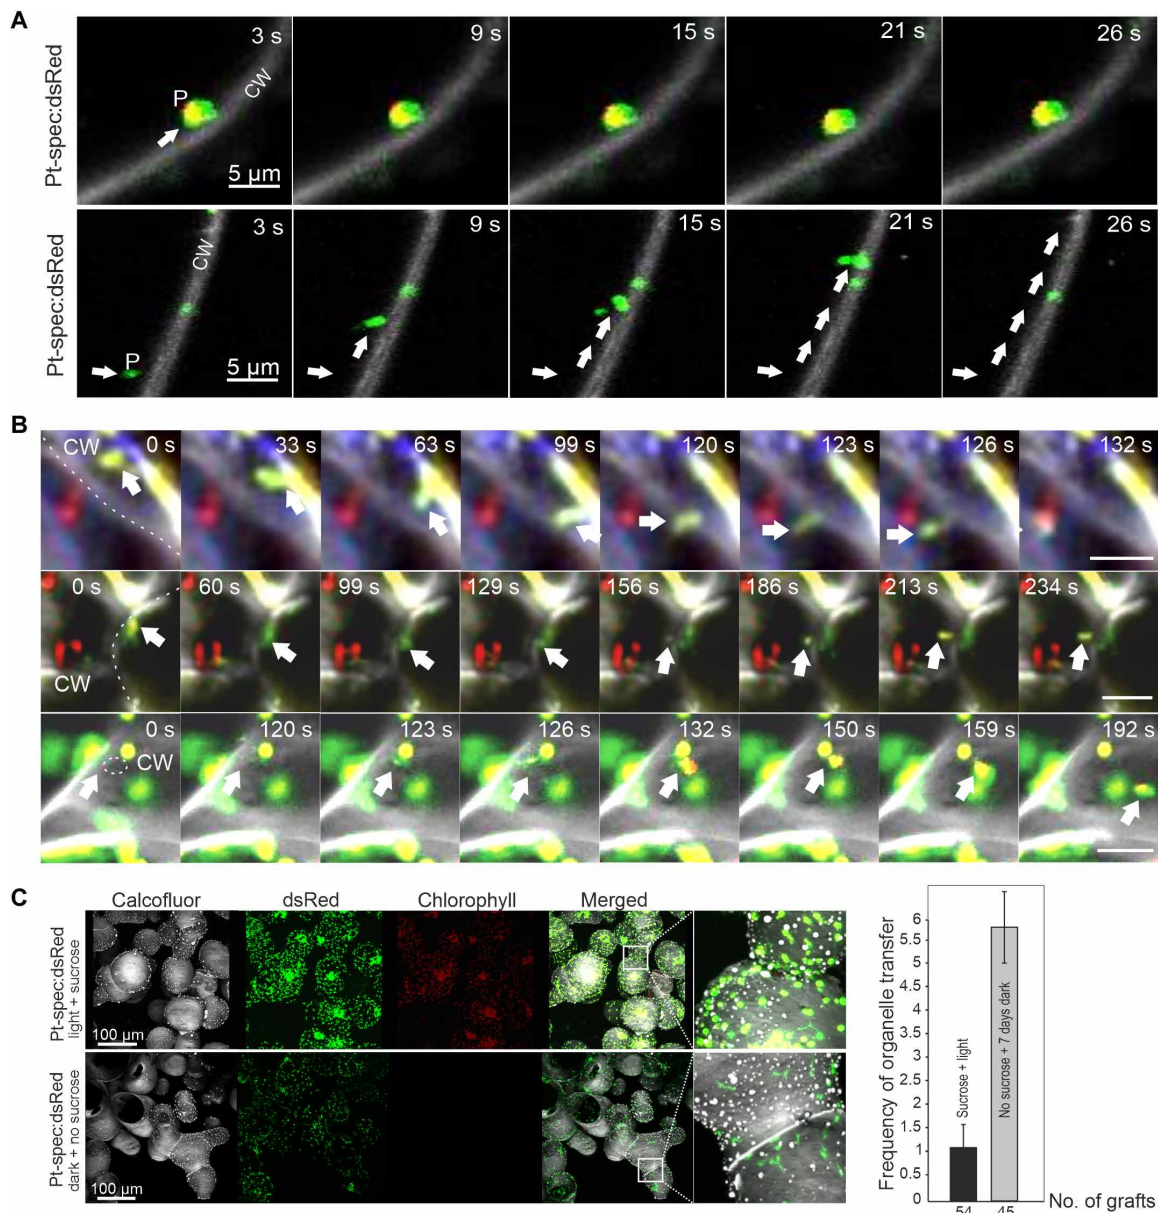 A
Pt-spec:dsRed
3 s
9 s
15 s
21 s
26 s
P
CW
5 µm
Pt-spec:dsRed
3 s
9 s
15 s
21 s
26 s
CW
P
5 µm
B
CW
0 s
33 s
63 s
99 s
120 s
123 s
126 s
132 s
0 s
60 s
99 s
129 s
156 s
186 s
213 s
234 s
CW
0 s
120 s
123 s
126 s
132 s
150 s
159 s
192 s
CW
C
Calcofluor
dsRed
Chlorophyll
Merged
Pt-spec:dsRed
light + sucrose
100 µm
Pt-spec:dsRed
dark + no sucrose
100 µm
Frequency of organelle transfer
6
5.5
5
4.5
4
3.5
3
2.5
2
1.5
1
0.5
0
Sucrose + light
No sucrose + 7 days dark
54
45
No. of grafts